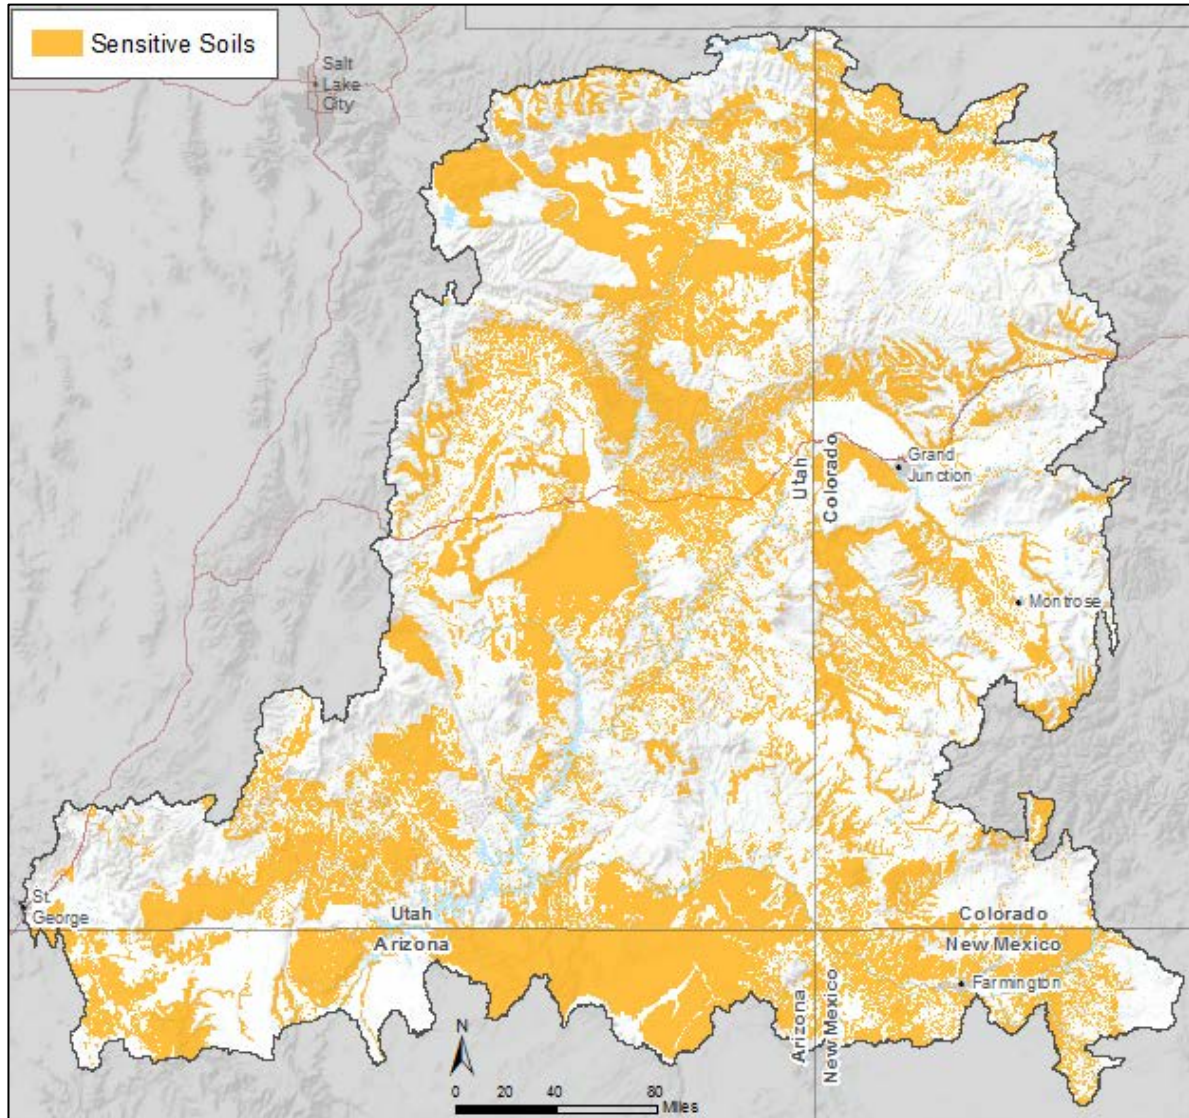 Sensitive Soils
Salt
Lake
City
Utah
Colorado
Grand
Junction
Montrose
St.
George
Utah
Arizona
Colorado
New Mexico
Farmington
Arizona
New Mexico
N
0 20 40 80
Miles